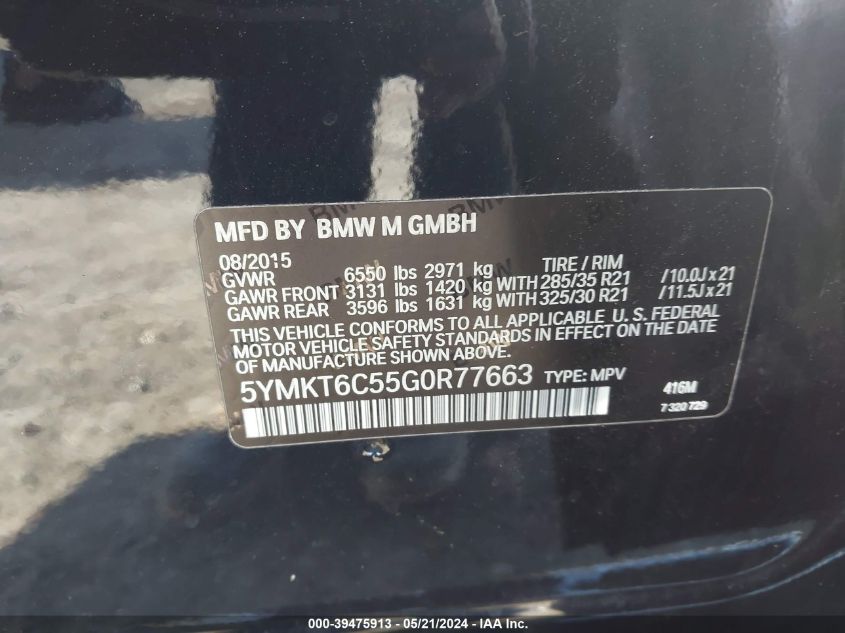 MFD BY BMW M GMBH
08/2015 TIRE / RIM
GVWR 6550 lbs 2971 kg
GAWR FRONT 3131 lbs 1420 kg WITH 285/35 R21 / 10.0J x 21
GAWR REAR 3596 lbs 1631 kg WITH 325/30 R21 / 11.5J x 21
THIS VEHICLE CONFORMS TO ALL APPLICABLE U. S. FEDERAL
MOTOR VEHICLE SAFETY STANDARDS IN EFFECT ON THE DATE
OF MANUFACTURE SHOWN ABOVE.
5YMKT6C55G0R77663 TYPE: MPV 416M
7 320 729
000-39475913 - 05/21/2024 - IAA Inc.